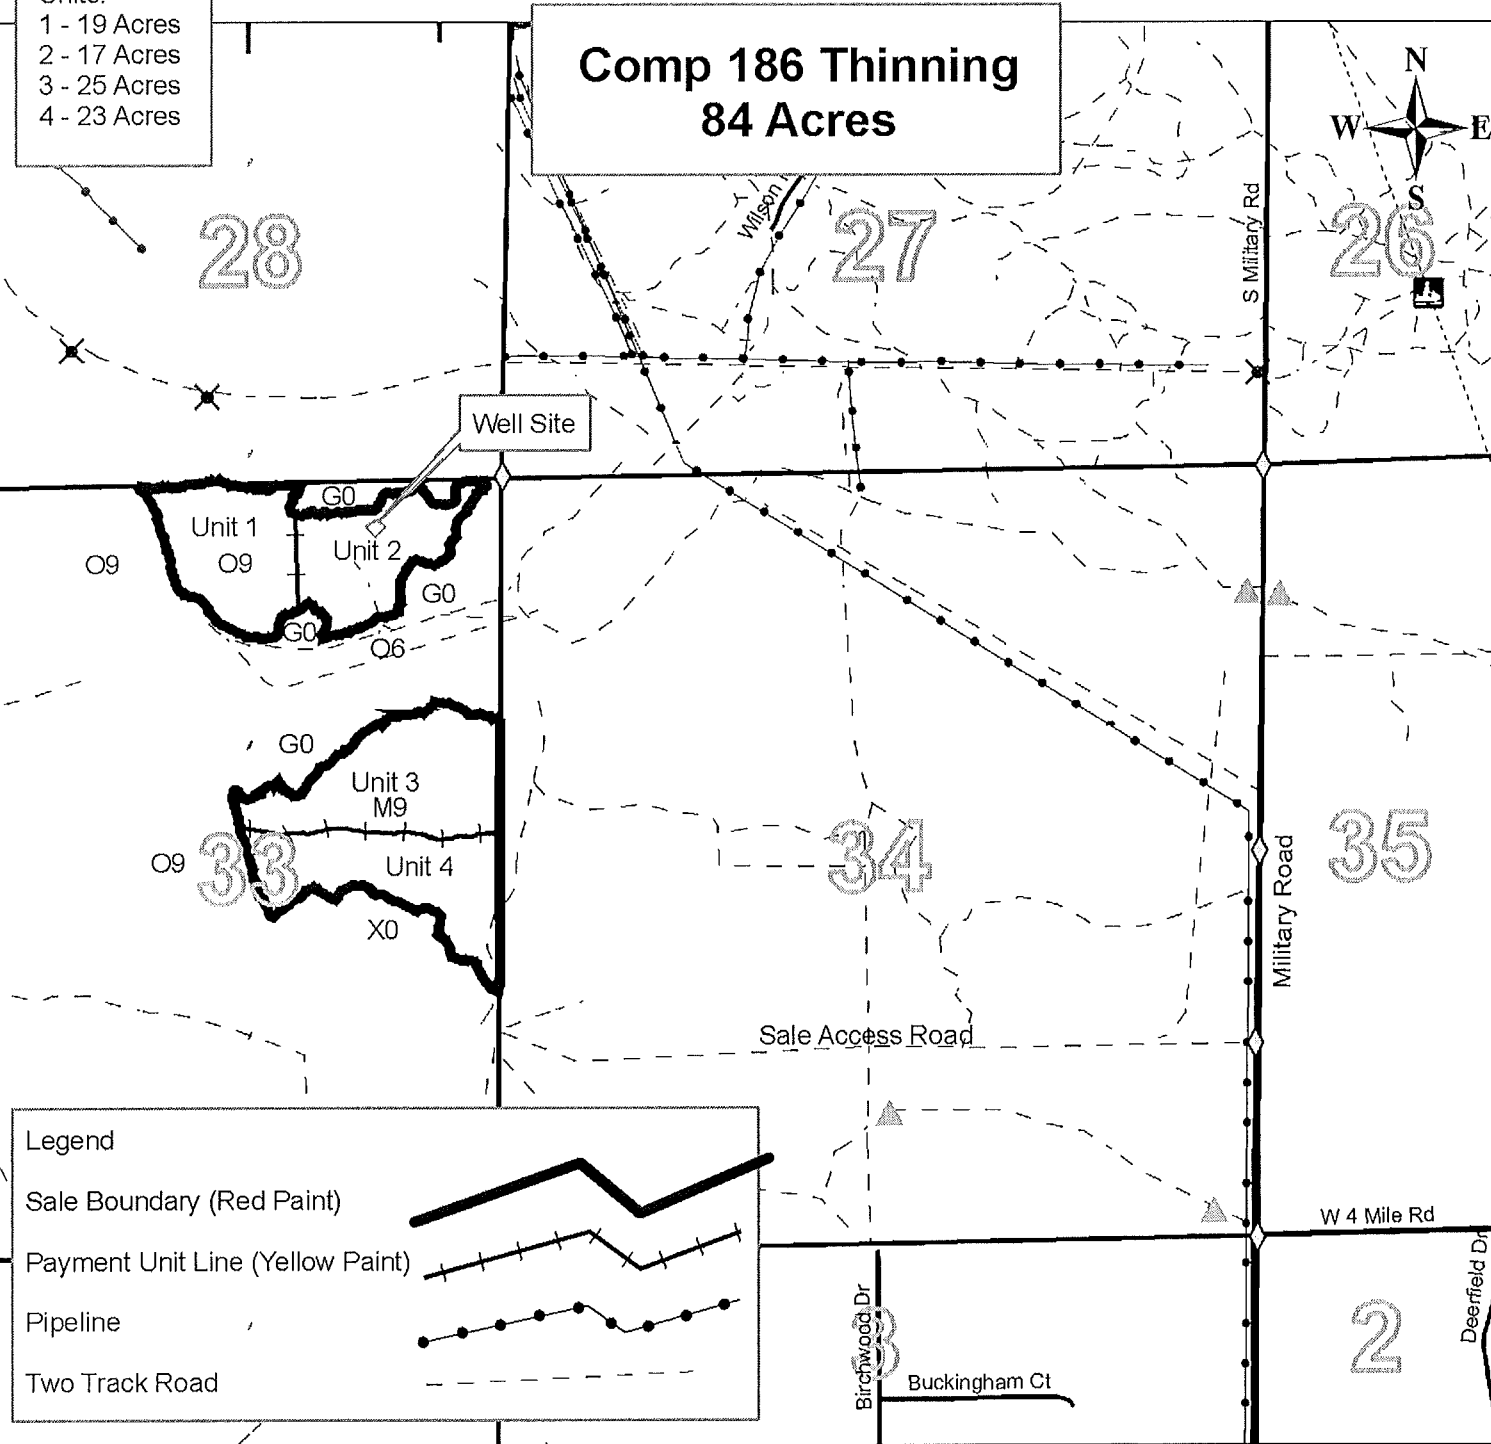 Units:
1 - 19 Acres
2 - 17 Acres
3 - 25 Acres
4 - 23 Acres
Comp 186 Thinning
84 Acres
N
W
E
S
28
27
26
Wilson
S Military Rd
Well Site
G0
Unit 1
O9
O9
Unit 2
G0
G0
O6
G0
Unit 3
M9
O9
33
Unit 4
X0
34
35
Military Road
Sale Access Road
Legend
Sale Boundary (Red Paint)
Payment Unit Line (Yellow Paint)
Pipeline
Two Track Road
W 4 Mile Rd
Birchwood Dr
3
2
Deerfield Dr
Buckingham Ct